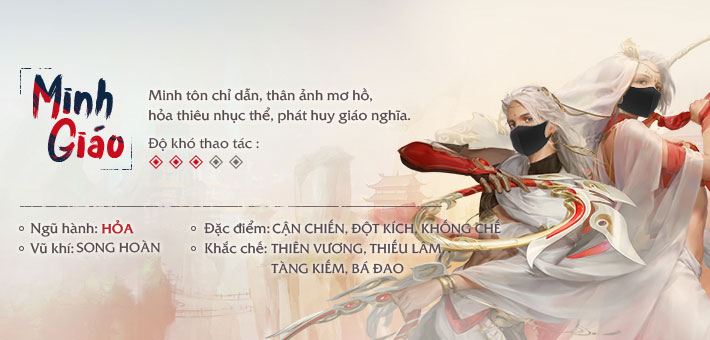 Minh
Giáo
Minh tôn chỉ dẫn, thân ảnh mơ hồ,
hỏa thiêu nhục thể, phát huy giáo nghĩa.
Độ khó thao tác :
Ngũ hành: HỎA
Đặc điểm: CẬN CHIẾN, ĐỘT KÍCH, KHỐNG CHẾ
Vũ khí: SONG HOÀN
Khắc chế: THIÊN VƯƠNG, THIẾU LÂM,
TÀNG KIẾM, BÁ ĐAO